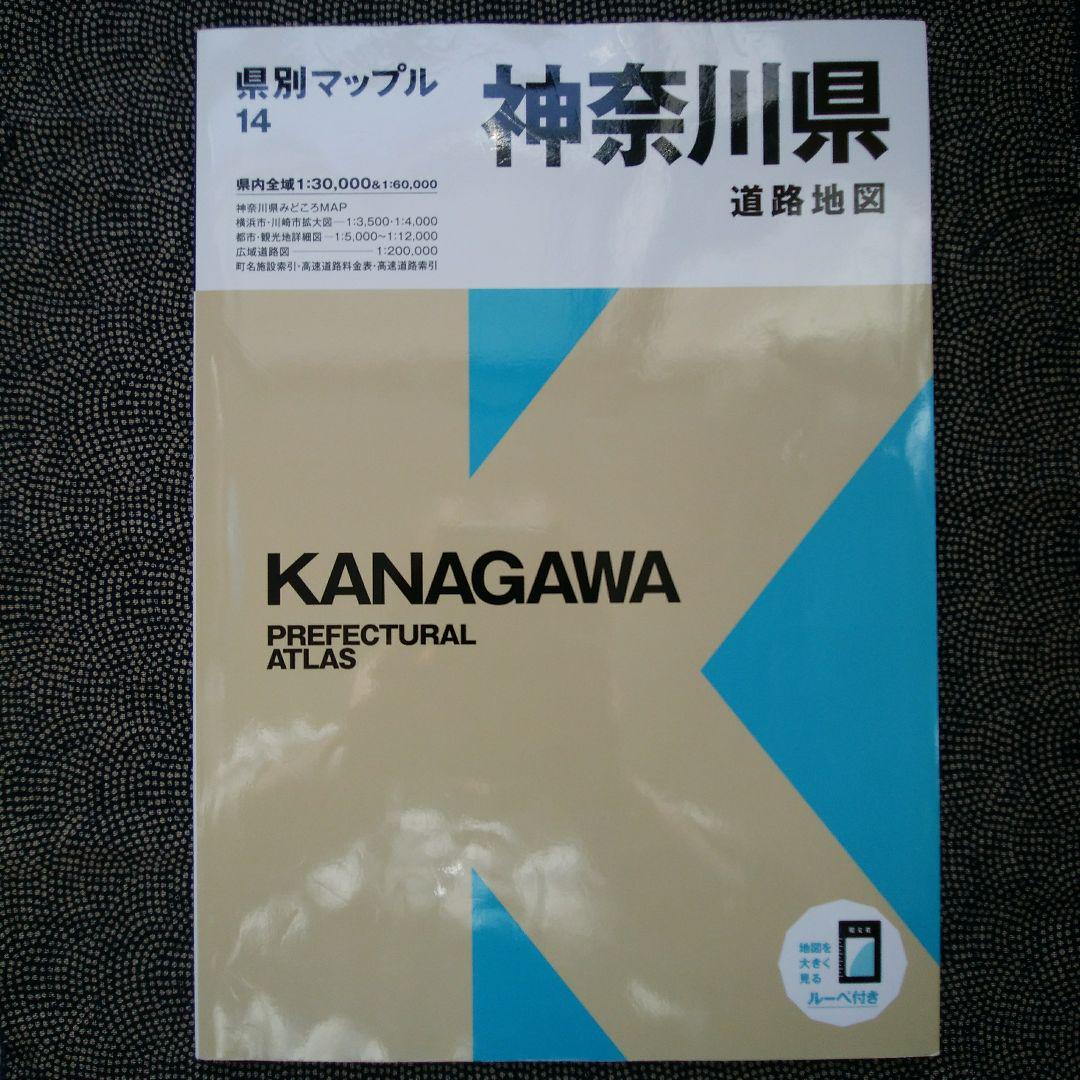 県別マップル
14
神奈川県
道路地図
県内全域1:30,000&1:60,000
神奈川県みどころMAP
横浜市・川崎市拡大図―1:3,500・1:4,000
都市・観光地詳細図―1:5,000〜1:12,000
広域道路図―1:200,000
町名施設索引・高速道路料金表・高速道路索引
KANAGAWA
PREFECTURAL
ATLAS
地図を
大きく
見る
ルーペ付き